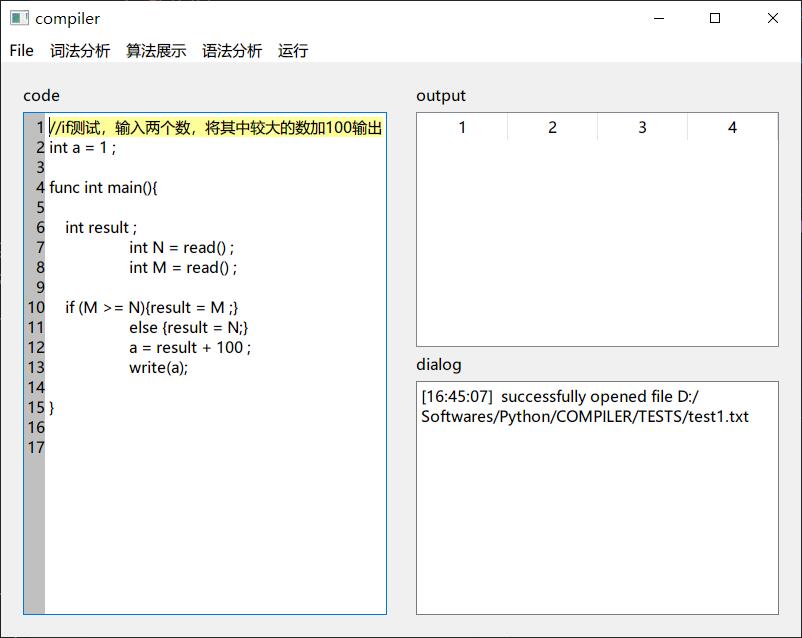 compiler
File 词法分析 算法展示 语法分析 运行
code
1 //if测试，输入两个数，将其中较大的数加100输出
2 int a = 1 ;
3
4 func int main(){
5
6 int result ;
7 int N = read() ;
8 int M = read() ;
9
10 if (M >= N){result = M ;}
11 else {result = N;}
12 a = result + 100 ;
13 write(a);
14
15 }
16
17
output
1 2 3 4
dialog
[16:45:07]  successfully opened file D:/
Softwares/Python/COMPILER/TESTS/test1.txt